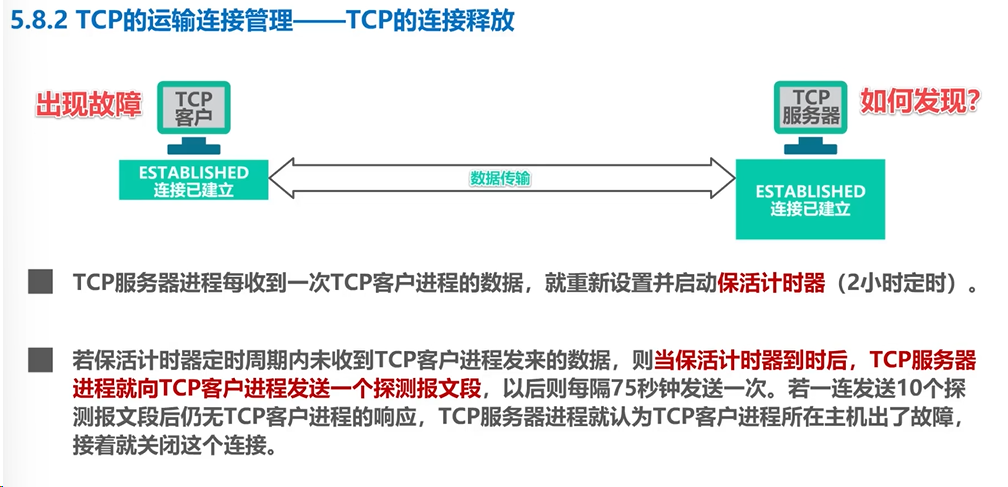 5.8.2 TCP的运输连接管理——TCP的连接释放
出现故障
TCP
客户
TCP
服务器
如何发现？
ESTABLISHED
连接已建立
数据传输
ESTABLISHED
连接已建立
TCP服务器进程每收到一次TCP客户进程的数据，就重新设置并启动保活计时器（2小时定时）。
若保活计时器定时周期内未收到TCP客户进程发来的数据，则当保活计时器到时后，TCP服务器
进程就向TCP客户进程发送一个探测报文段，以后则每隔75秒钟发送一次。若一连发送10个探
测报文段后仍无TCP客户进程的响应，TCP服务器进程就认为TCP客户进程所在主机出了故障，
接着就关闭这个连接。